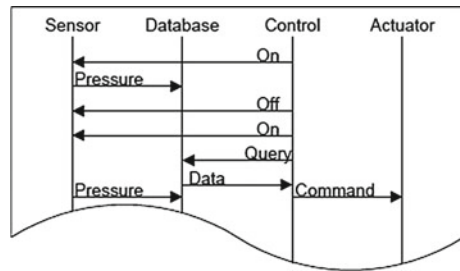 Sensor Database Control Actuator
On
Pressure
Off
On
Query
Data
Pressure Command